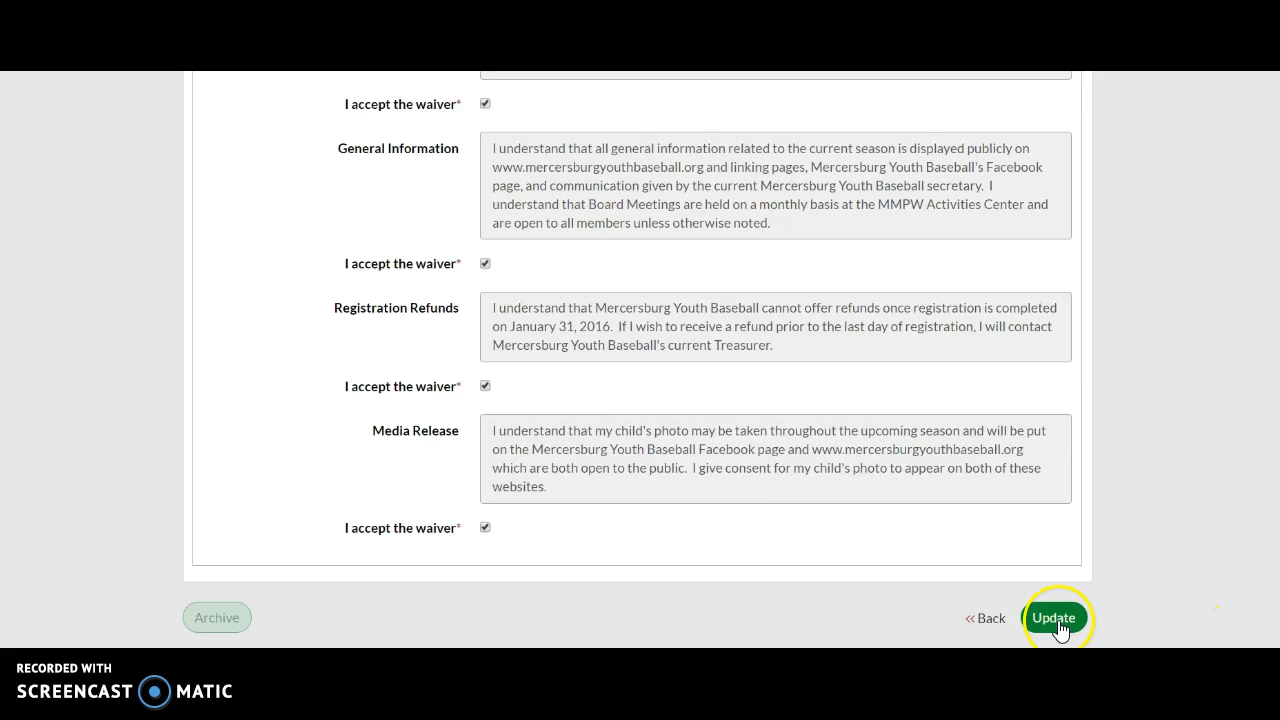 I accept the waiver*
General Information
I understand that all general information related to the current season is displayed publicly on
www.mercersburgyouthbaseball.org and linking pages, Mercersburg Youth Baseball's Facebook
page, and communication given by the current Mercersburg Youth Baseball secretary.  I
understand that Board Meetings are held on a monthly basis at the MMPW Activities Center and
are open to all members unless otherwise noted.
I accept the waiver*
Registration Refunds
I understand that Mercersburg Youth Baseball cannot offer refunds once registration is completed
on January 31, 2016.  If I wish to receive a refund prior to the last day of registration, I will contact
Mercersburg Youth Baseball's current Treasurer.
I accept the waiver*
Media Release
I understand that my child's photo may be taken throughout the upcoming season and will be put
on the Mercersburg Youth Baseball Facebook page and www.mercersburgyouthbaseball.org
which are both open to the public.  I give consent for my child's photo to appear on both of these
websites.
I accept the waiver*
Archive
« Back
Update
RECORDED WITH
SCREENCAST MATIC